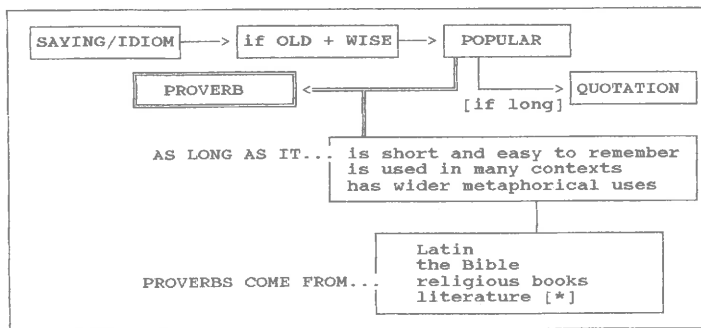 SAYING/IDIOM if OLD + WISE POPULAR
PROVERB QUOTATION
[if long]
AS LONG AS IT... is short and easy to remember
is used in many contexts
has wider metaphorical uses
Latin
the Bible
PROVERBS COME FROM... religious books
literature [*]